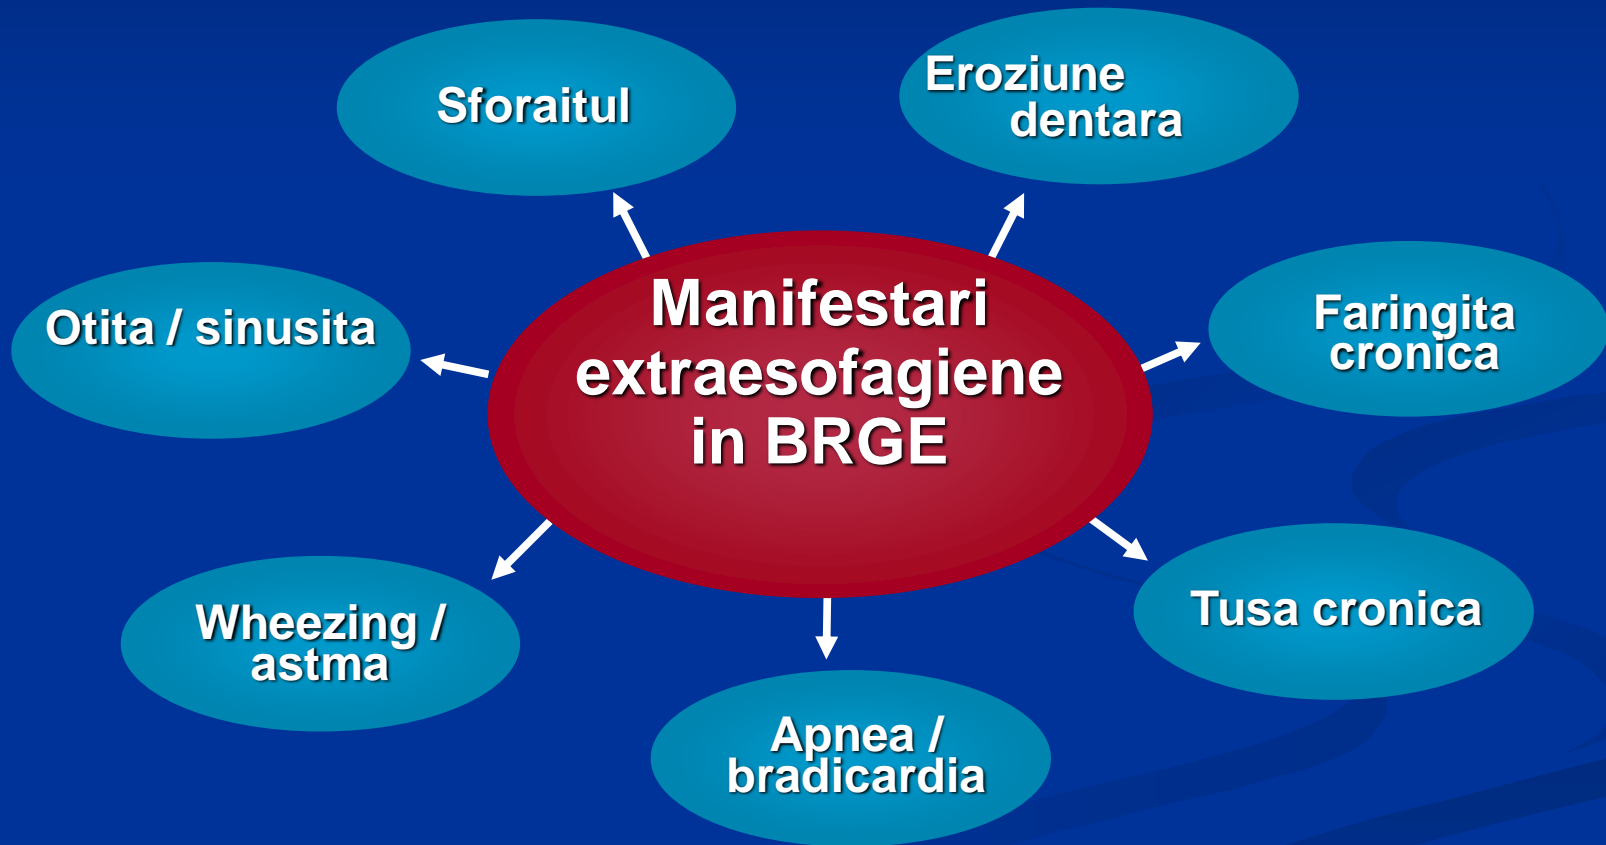 Sforaitul
Eroziune
dentara
Otita / sinusita
Manifestari
extraesofagiene
in BRGE
Faringita
cronica
Wheezing /
astma
Tusa cronica
Apnea /
bradicardia